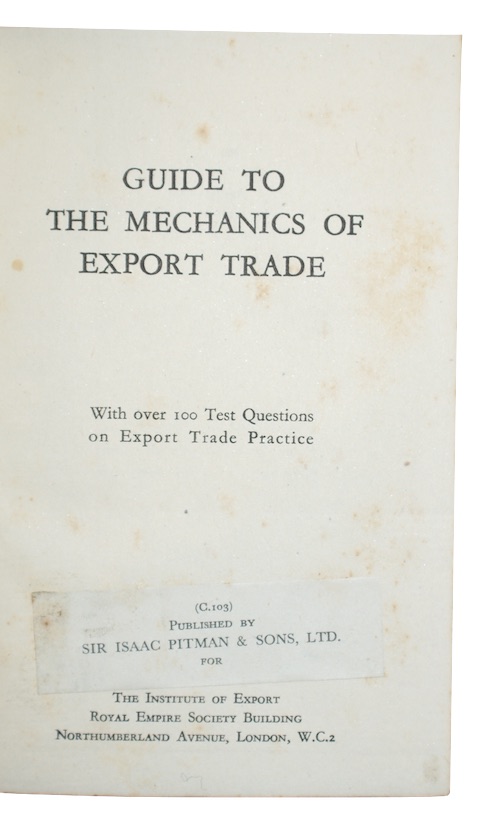 GUIDE TO
THE MECHANICS OF
EXPORT TRADE
With over 100 Test Questions
on Export Trade Practice
(C.103)
PUBLISHED BY
SIR ISAAC PITMAN & SONS, LTD.
FOR
THE INSTITUTE OF EXPORT
ROYAL EMPIRE SOCIETY BUILDING
NORTHUMBERLAND AVENUE, LONDON, W.C.2